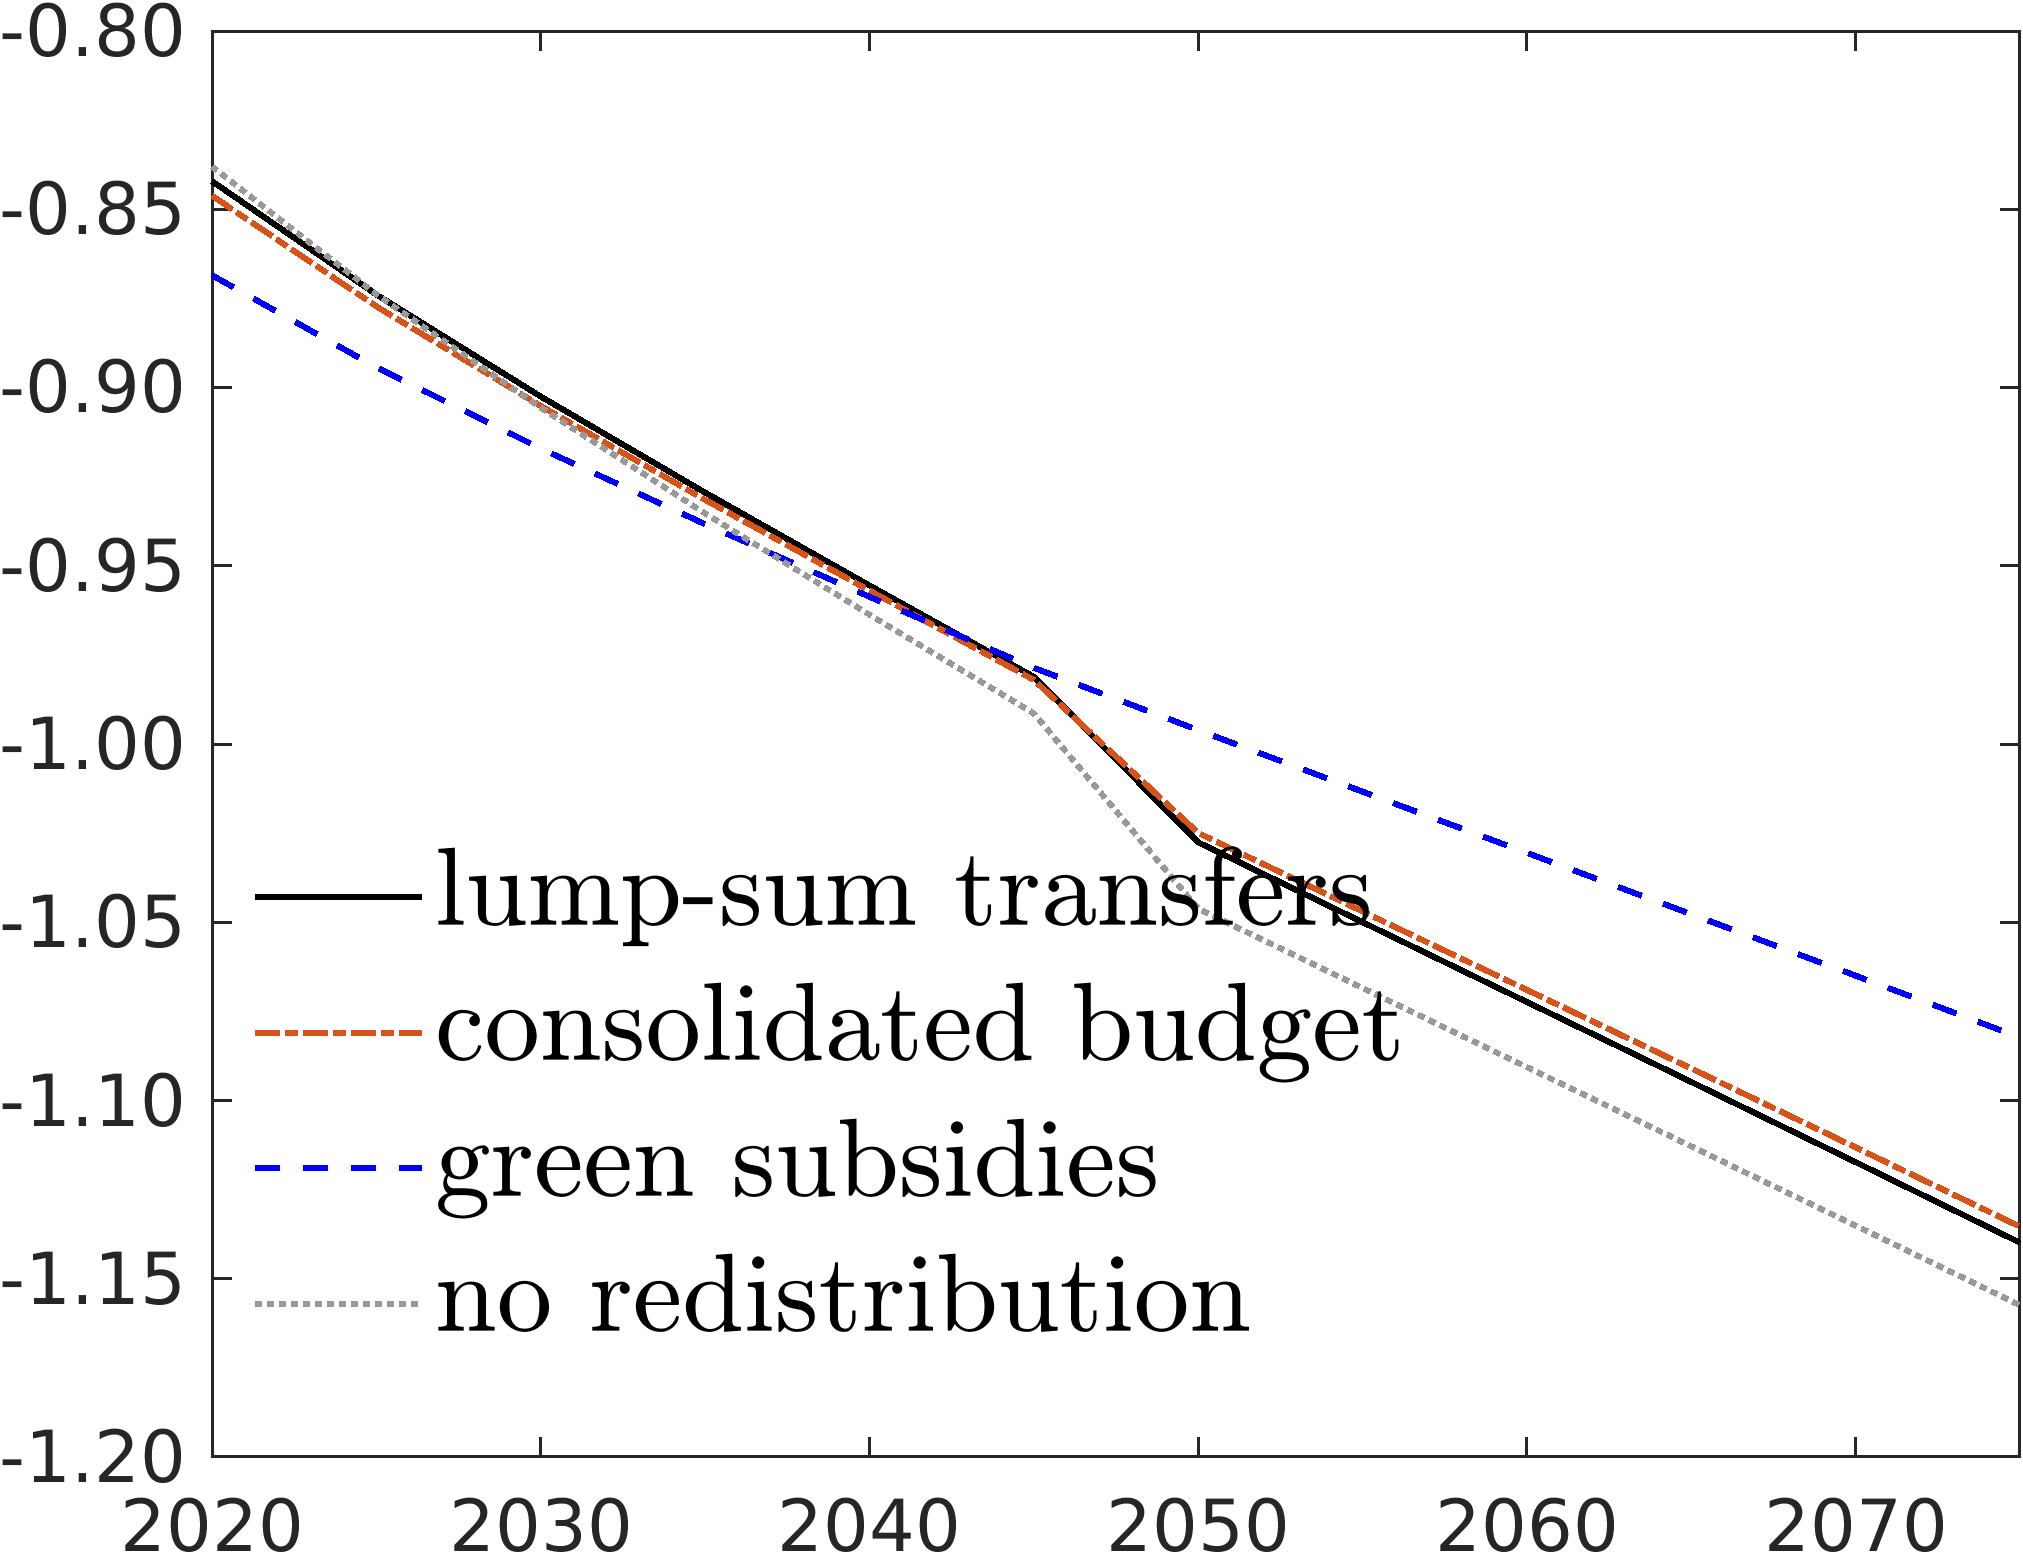 -0.80
-0.85
-0.90
-0.95
-1.00
-1.05
-1.10
-1.15
-1.20
lump-sum transfers
consolidated budget
green subsidies
no redistribution
2020 2030 2040 2050 2060 2070